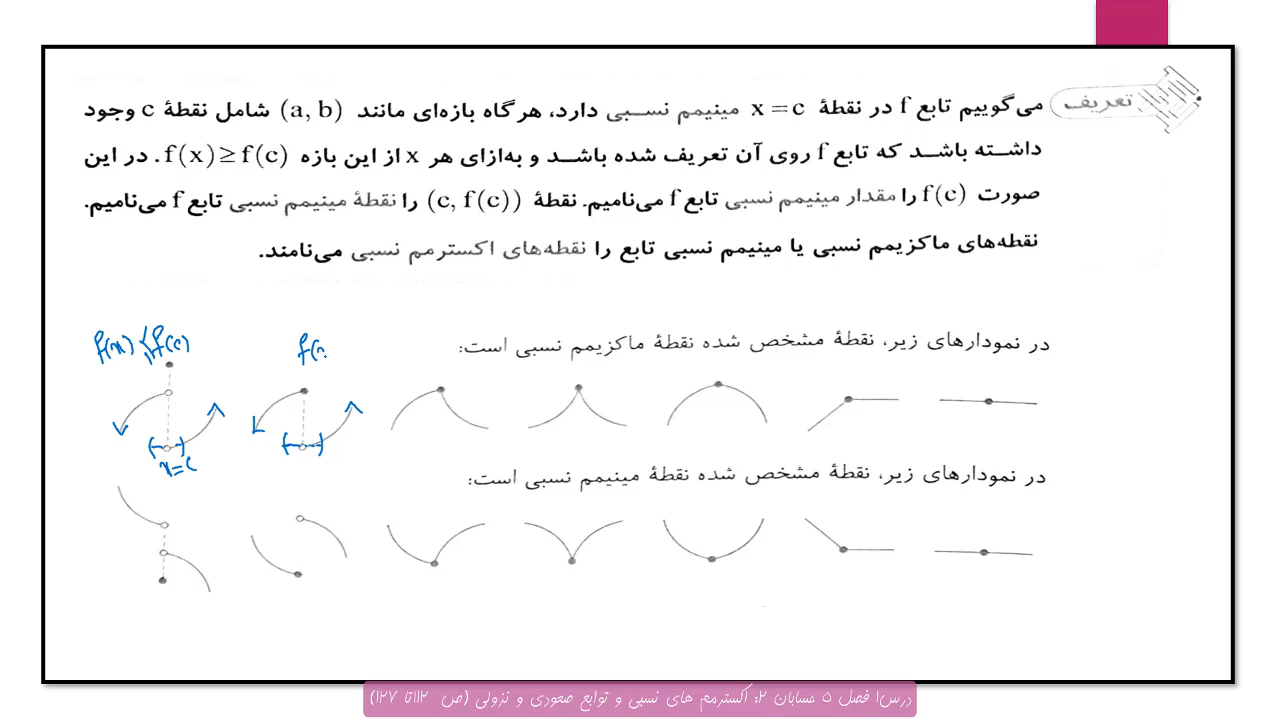 تعریف
می‌گوییم تابع f در نقطهٔ x = c مینیمم نسبی دارد، هرگاه بازه‌ای مانند (a, b) شامل نقطهٔ c وجود
داشته باشد که تابع f روی آن تعریف شده باشد و به‌ازای هر x از این بازه f(x) ≥ f(c). در این
صورت f(c) را مقدار مینیمم نسبی تابع f می‌نامیم. نقطهٔ (c, f(c)) را نقطهٔ مینیمم نسبی تابع f می‌نامیم.
نقطه‌های ماکزیمم نسبی یا مینیمم نسبی تابع را نقطه‌های اکسترمم نسبی می‌نامند.
در نمودارهای زیر، نقطهٔ مشخص شده نقطهٔ ماکزیمم نسبی است:
f(x
f(x) ≤ f(c)
x=c
در نمودارهای زیر، نقطهٔ مشخص شده نقطهٔ مینیمم نسبی است:
درس۱ فصل ۵ حسابان ۲: اکسترمم های نسبی و توابع صعودی و نزولی (ص ۱۱۲تا ۱۲۷)